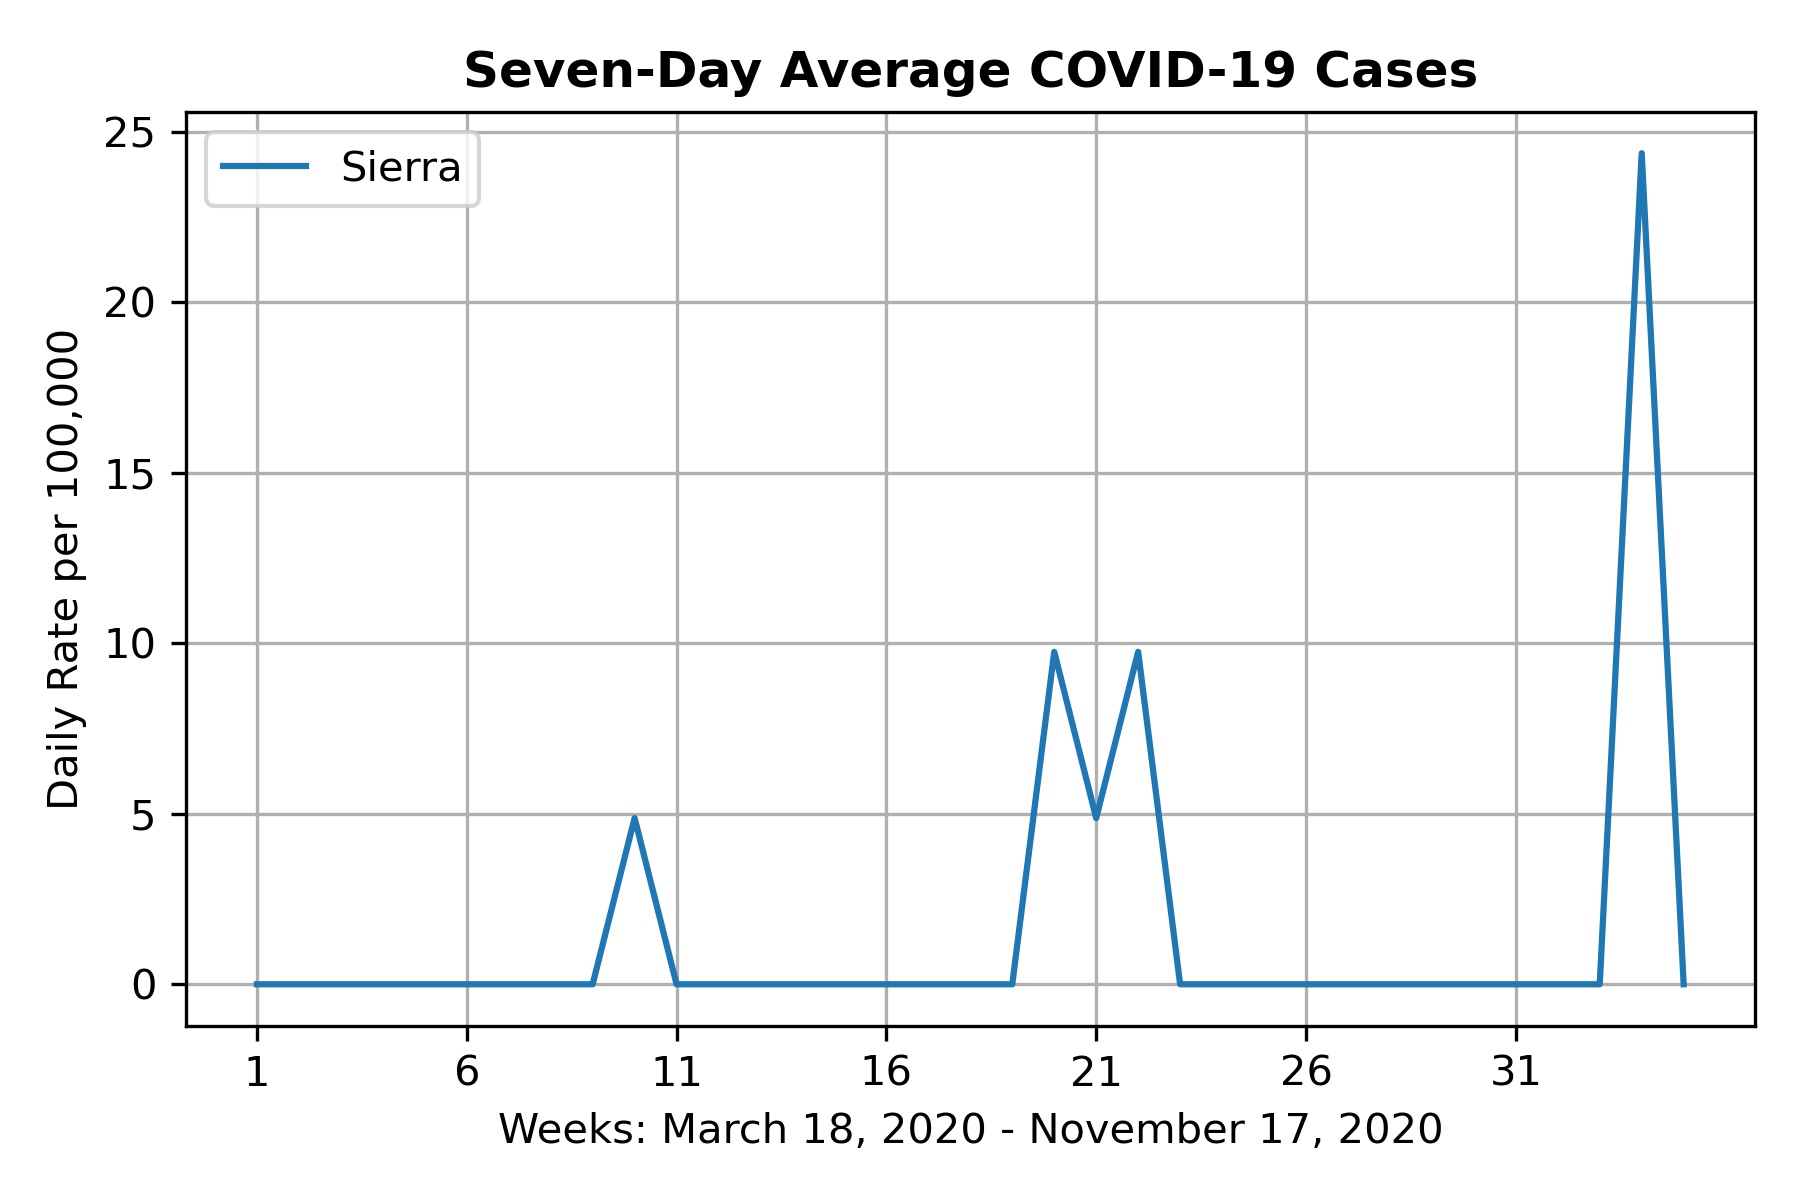 Seven-Day Average COVID-19 Cases
Sierra
Daily Rate per 100,000
25
20
15
10
5
0
1 6 11 16 21 26 31
Weeks: March 18, 2020 - November 17, 2020